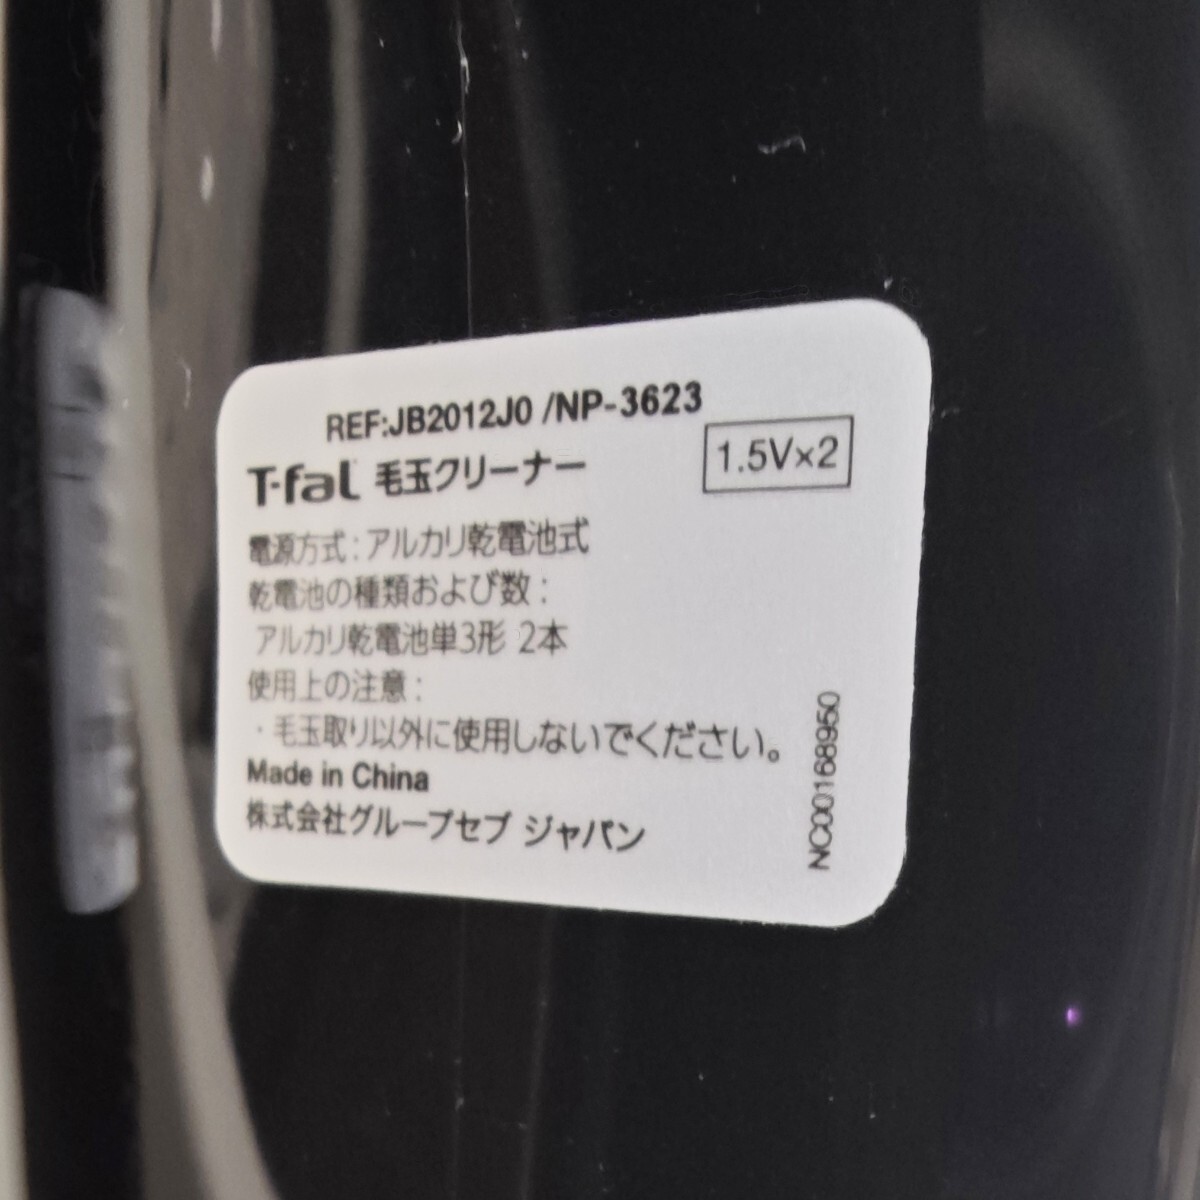 REF:JB2012J0 /NP-3623
T-fal 毛玉クリーナー
1.5V×2
電源方式：アルカリ乾電池式
乾電池の種類および数：
アルカリ乾電池単3形 2本
使用上の注意：
・毛玉取り以外に使用しないでください。
Made in China
株式会社グループセブ ジャパン
NC00168950